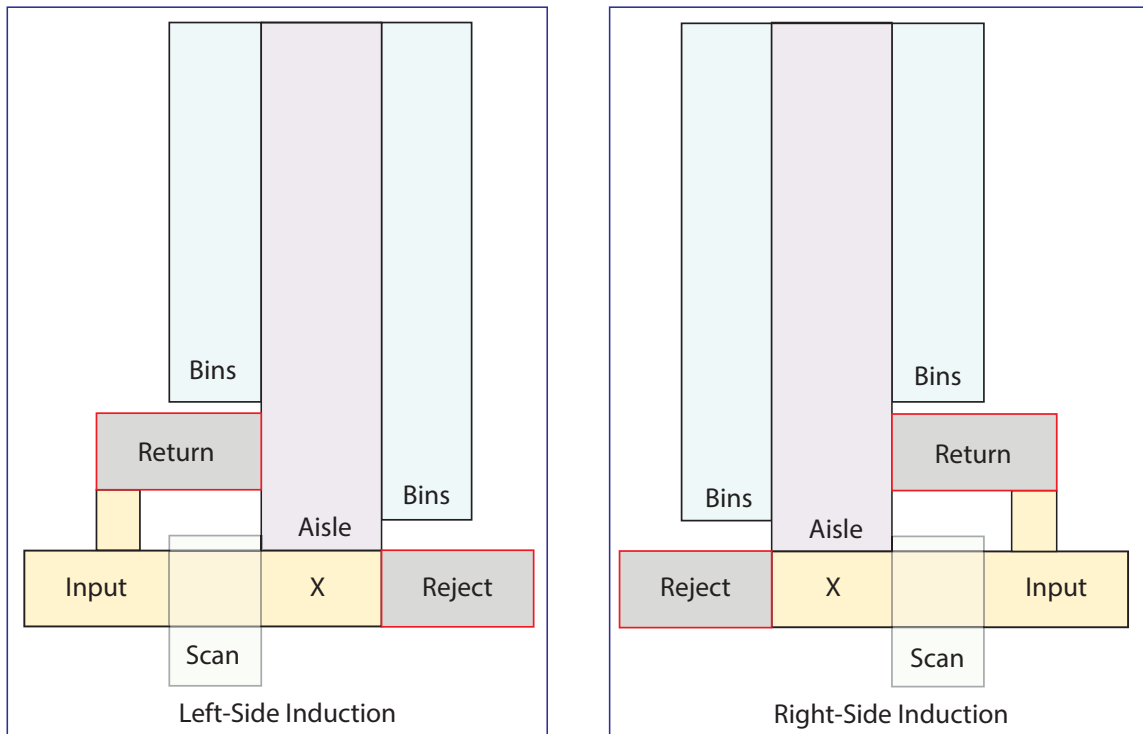 Bins
Return
Bins
Aisle
Input
X
Reject
Scan
Left-Side Induction
Bins
Return
Bins
Aisle
Reject
X
Input
Scan
Right-Side Induction